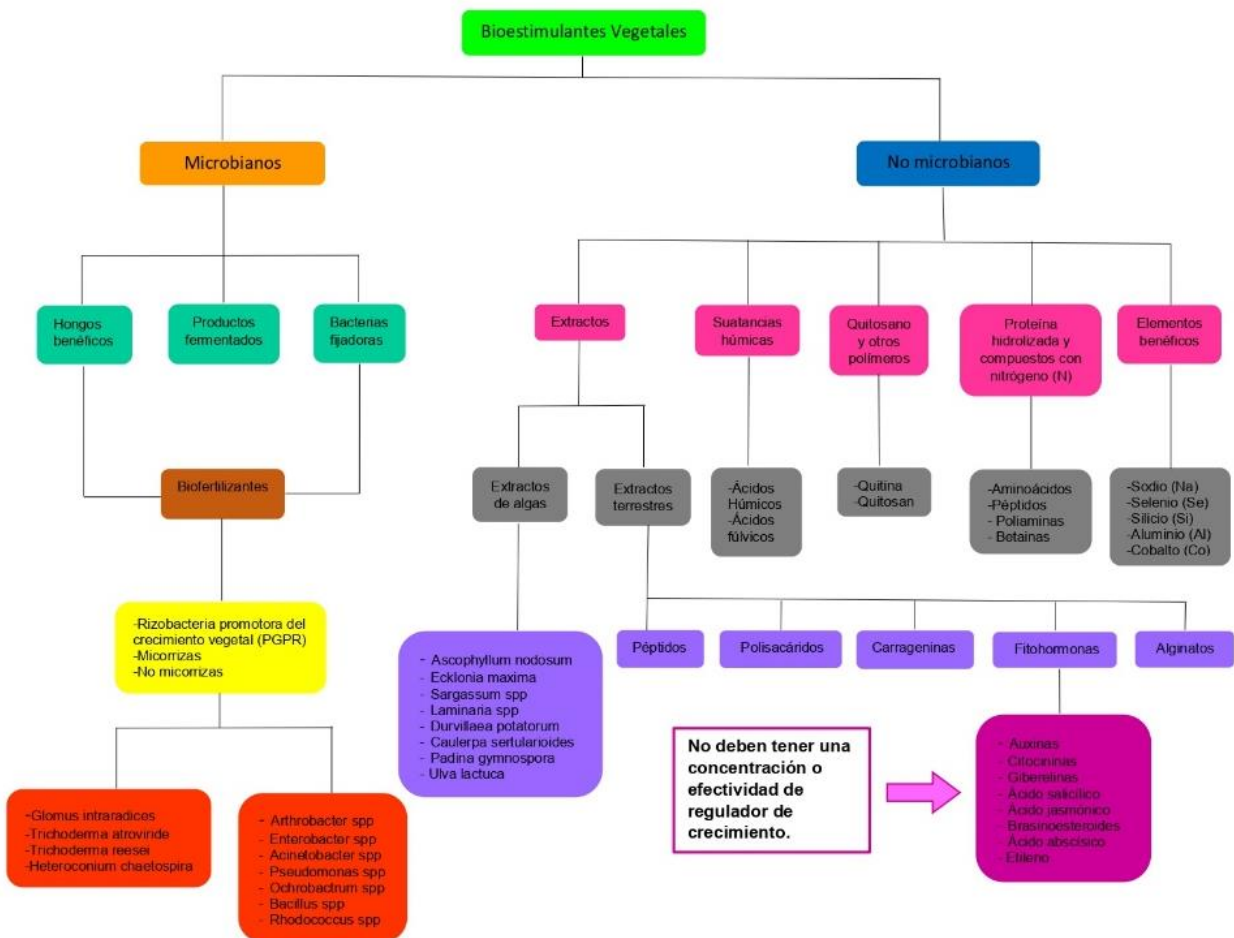 Bioestimulantes Vegetales
Microbianos
No microbianos
Hongos
benéficos
Productos
fermentados
Bacterias
fijadoras
Extractos
Suatancias
húmicas
Quitosano
y otros
polímeros
Proteína
hidrolizada y
compuestos con
nitrógeno (N)
Elementos
benéficos
Biofertilizantes
Extractos
de algas
Extractos
terrestres
-Ácidos
Húmicos
-Ácidos
fúlvicos
-Quitina
-Quitosan
-Aminoácidos
-Péptidos
- Poliaminas
- Betainas
-Sodio (Na)
-Selenio (Se)
-Silicio (Si)
-Aluminio (Al)
-Cobalto (Co)
-Rizobacteria promotora del
crecimiento vegetal (PGPR)
-Micorrizas
-No micorrizas
- Ascophyllum nodosum
- Ecklonia maxima
- Sargassum spp
- Laminaria spp
- Durvillaea potatorum
- Caulerpa sertularioides
- Padina gymnospora
- Ulva lactuca
Péptidos
Polisacáridos
Carrageninas
Fitohormonas
Alginatos
No deben tener una
concentración o
efectividad de
regulador de
crecimiento.
- Auxinas
- Citocininas
- Giberelinas
- Ácido salicílico
- Ácido jasmónico
- Brasinoesteroides
- Ácido abscísico
- Etileno
-Glomus intraradices
-Trichoderma atroviride
-Trichoderma reesei
-Heteroconium chaetospira
- Arthrobacter spp
- Enterobacter spp
- Acinetobacter spp
- Pseudomonas spp
- Ochrobactrum spp
- Bacillus spp
- Rhodococcus spp